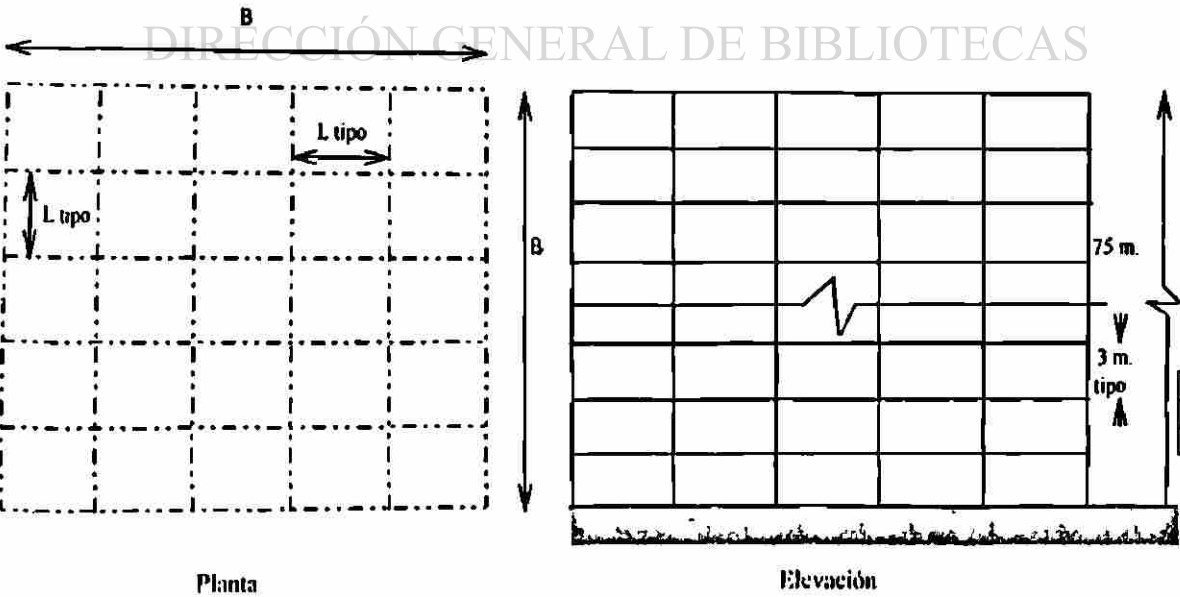 B
DIRECCIÓN GENERAL DE BIBLIOTECAS
L tipo
L tipo
B
75 m.
3 m.
tipo
Planta
Elevación